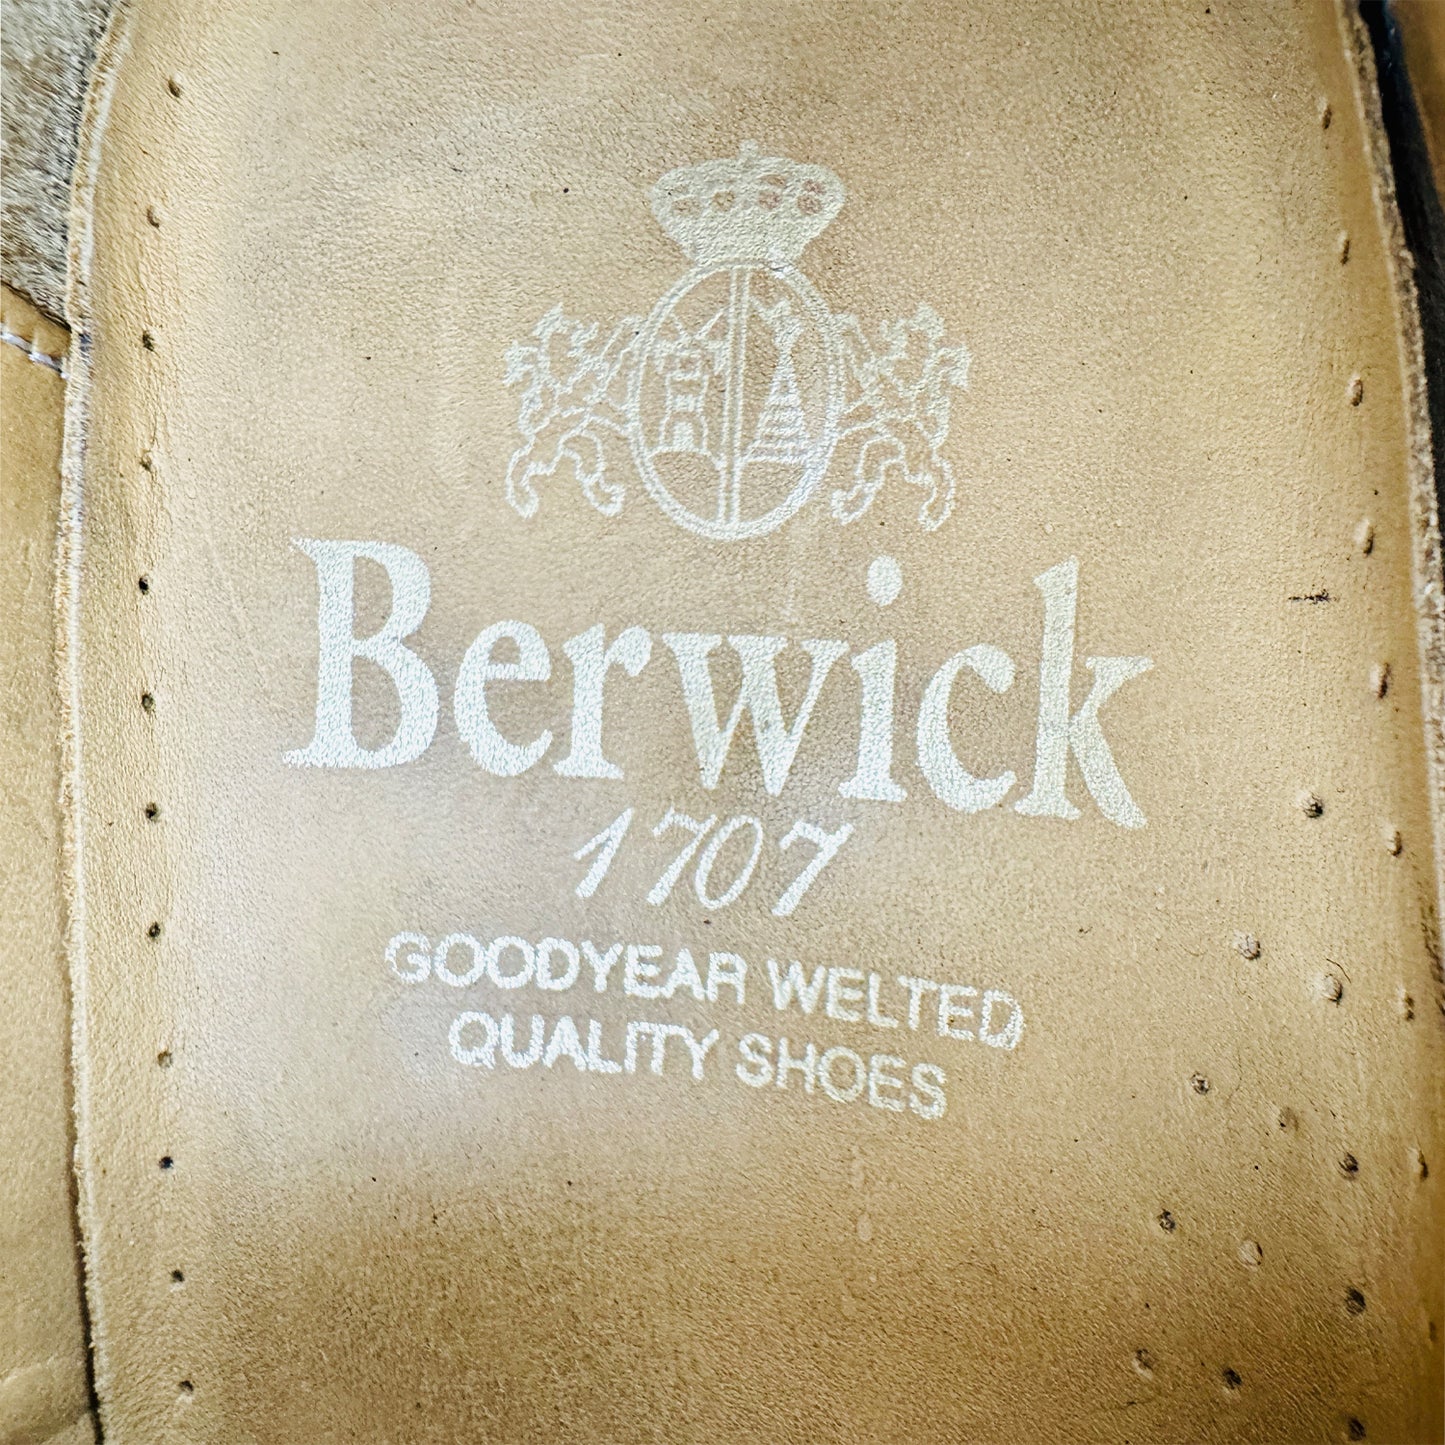 Berwick
1707
GOODYEAR WELTED
QUALITY SHOES